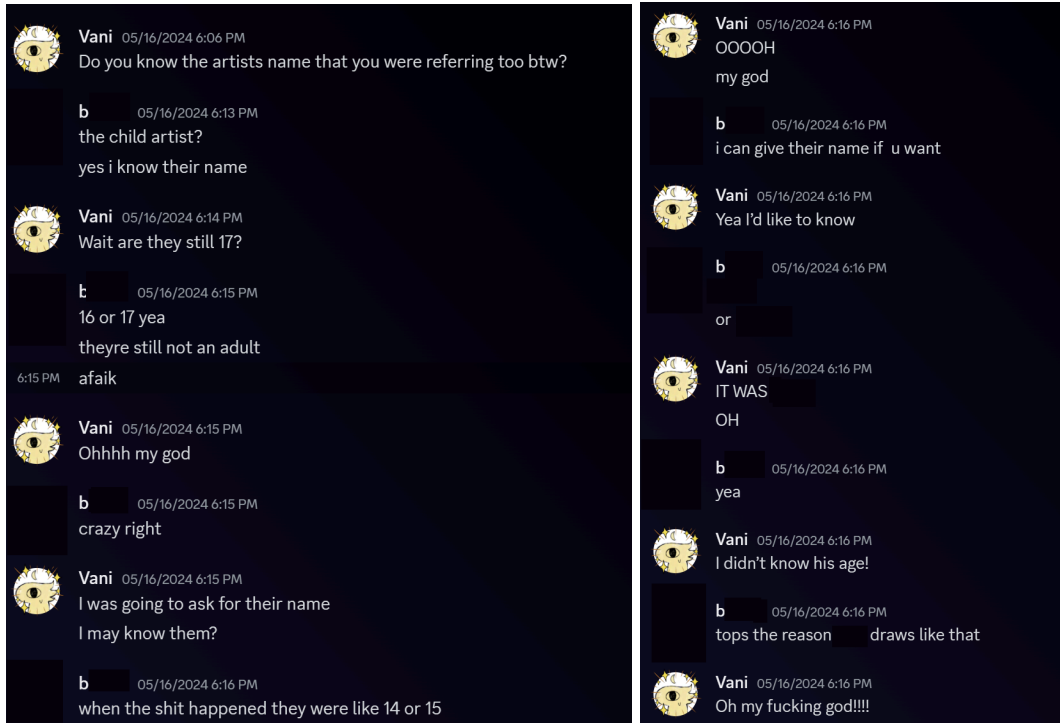 Vani 05/16/2024 6:06 PM
Do you know the artists name that you were referring too btw?
b 05/16/2024 6:13 PM
the child artist?
yes i know their name
Vani 05/16/2024 6:14 PM
Wait are they still 17?
b 05/16/2024 6:15 PM
16 or 17 yea
theyre still not an adult
6:15 PM afaik
Vani 05/16/2024 6:15 PM
Ohhhh my god
b 05/16/2024 6:15 PM
crazy right
Vani 05/16/2024 6:15 PM
I was going to ask for their name
I may know them?
b 05/16/2024 6:16 PM
when the shit happened they were like 14 or 15
Vani 05/16/2024 6:16 PM
OOOOH
my god
b 05/16/2024 6:16 PM
i can give their name if u want
Vani 05/16/2024 6:16 PM
Yea I'd like to know
b 05/16/2024 6:16 PM
or
Vani 05/16/2024 6:16 PM
IT WAS
OH
b 05/16/2024 6:16 PM
yea
Vani 05/16/2024 6:16 PM
I didn't know his age!
b 05/16/2024 6:16 PM
tops the reason draws like that
Vani 05/16/2024 6:16 PM
Oh my fucking god!!!!